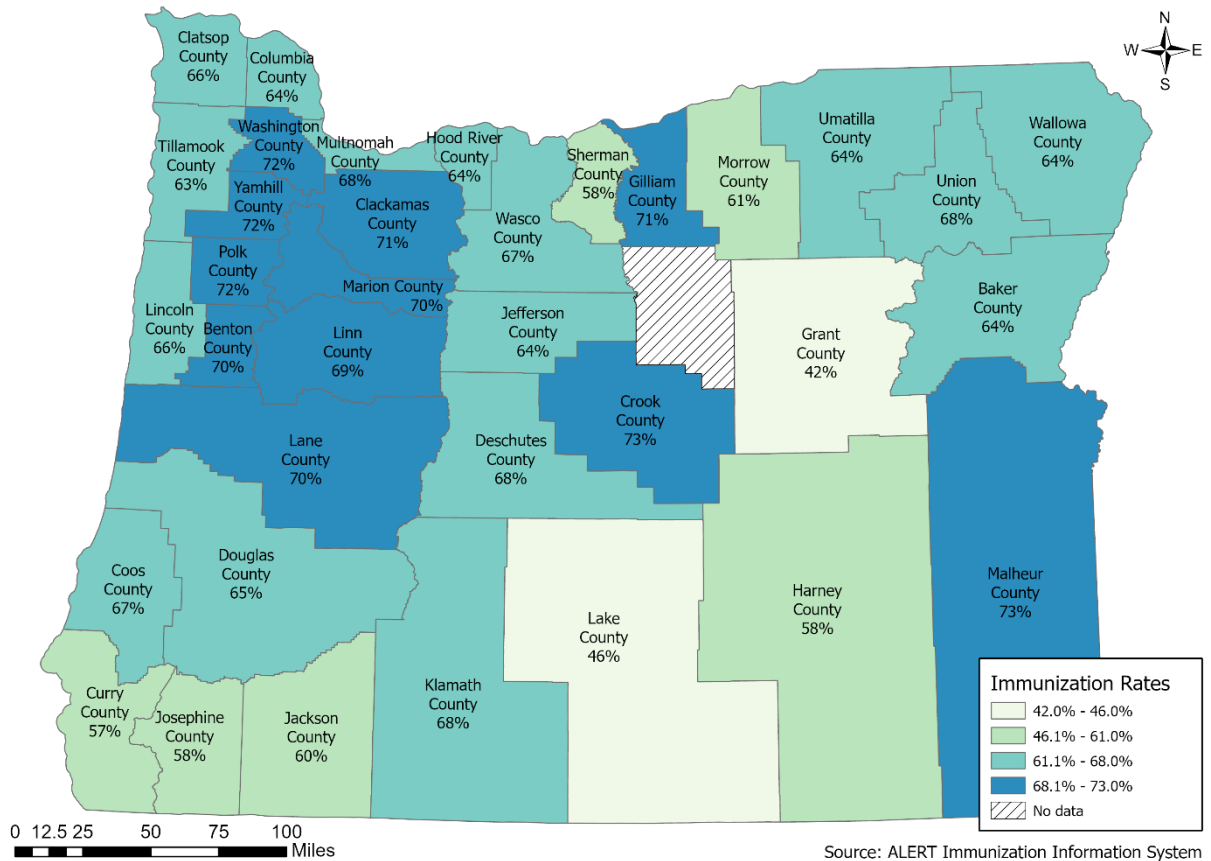 Clatsop
County
66%
Columbia
County
64%
Tillamook
County
63%
Washington
County
72%
Multnomah
County
68%
Hood River
County
64%
Sherman
County
58%
Gilliam
County
71%
Morrow
County
61%
Umatilla
County
64%
Union
County
68%
Wallowa
County
64%
Yamhill
County
72%
Clackamas
County
71%
Wasco
County
67%
Polk
County
72%
Marion County
70%
Lincoln
County
66%
Benton
County
70%
Linn
County
69%
Jefferson
County
64%
Grant
County
42%
Baker
County
64%
Lane
County
70%
Deschutes
County
68%
Crook
County
73%
Coos
County
67%
Douglas
County
65%
Lake
County
46%
Harney
County
58%
Malheur
County
73%
Curry
County
57%
Josephine
County
58%
Jackson
County
60%
Klamath
County
68%
N
W
E
S
Immunization Rates
42.0% - 46.0%
46.1% - 61.0%
61.1% - 68.0%
68.1% - 73.0%
No data
0 12.5 25 50 75 100
Miles
Source: ALERT Immunization Information System